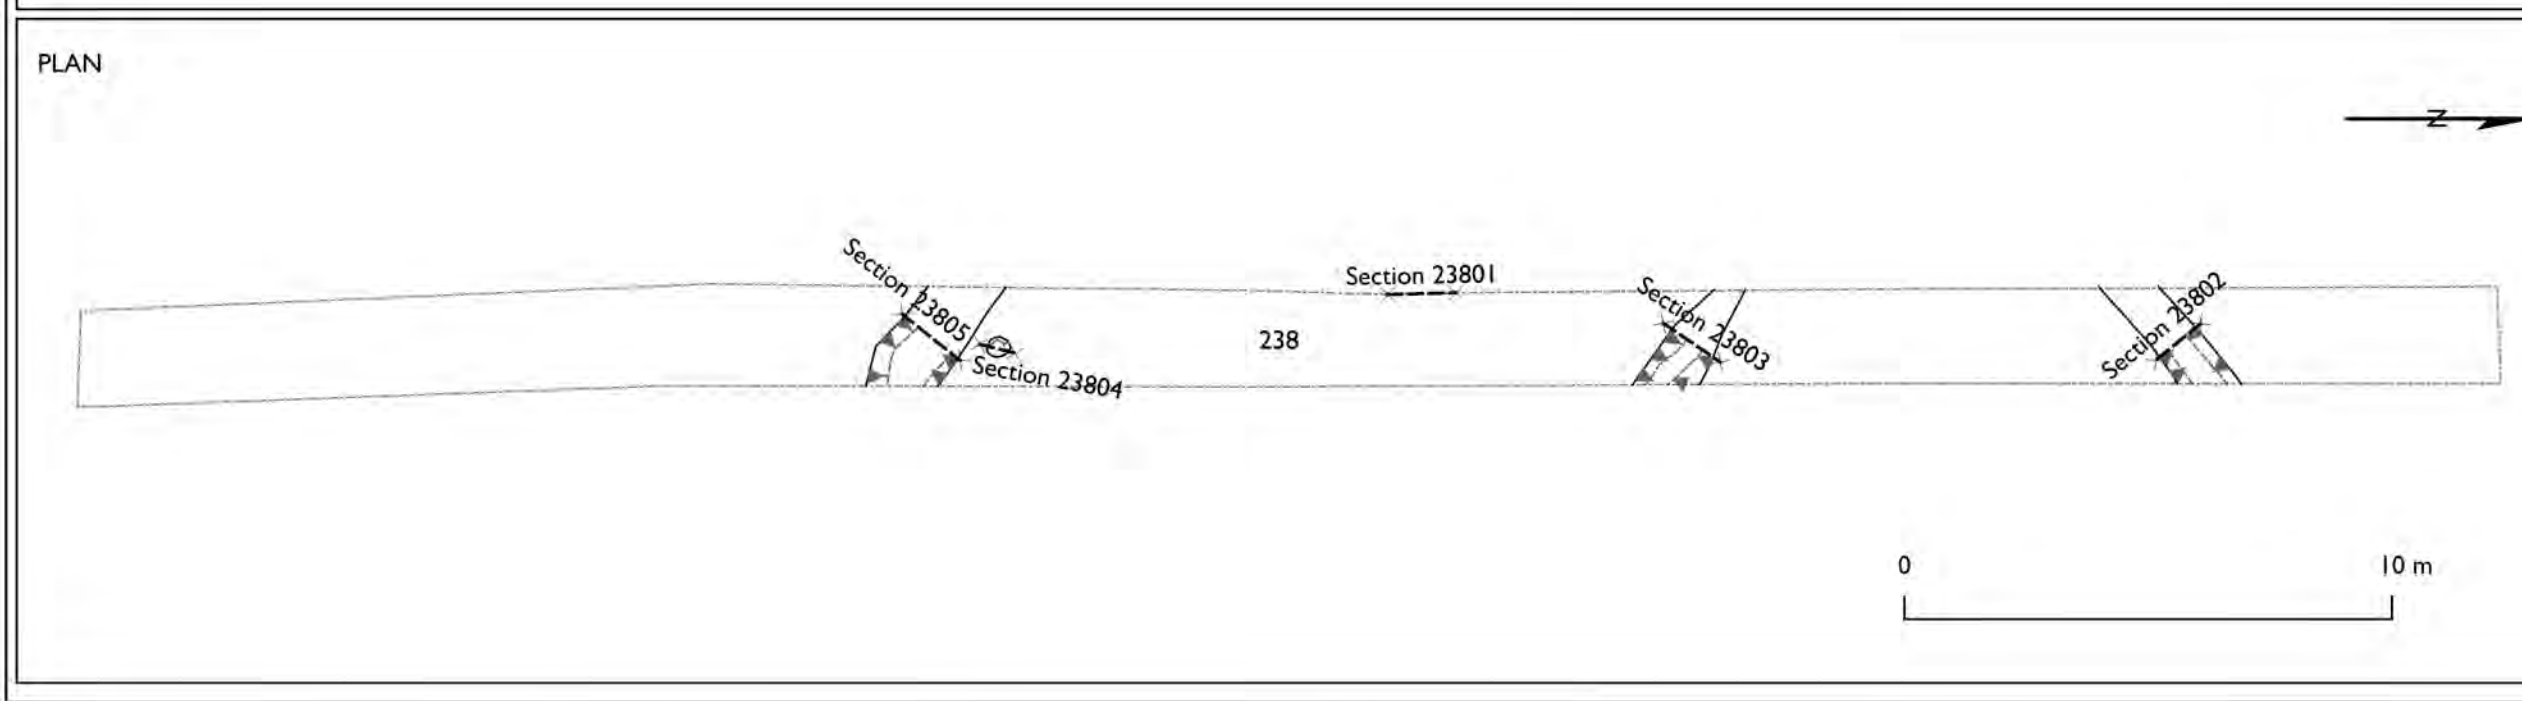 PLAN
N
Section 23805
Section 23804
238
Section 23801
Section 23803
Section 23802
0 10 m